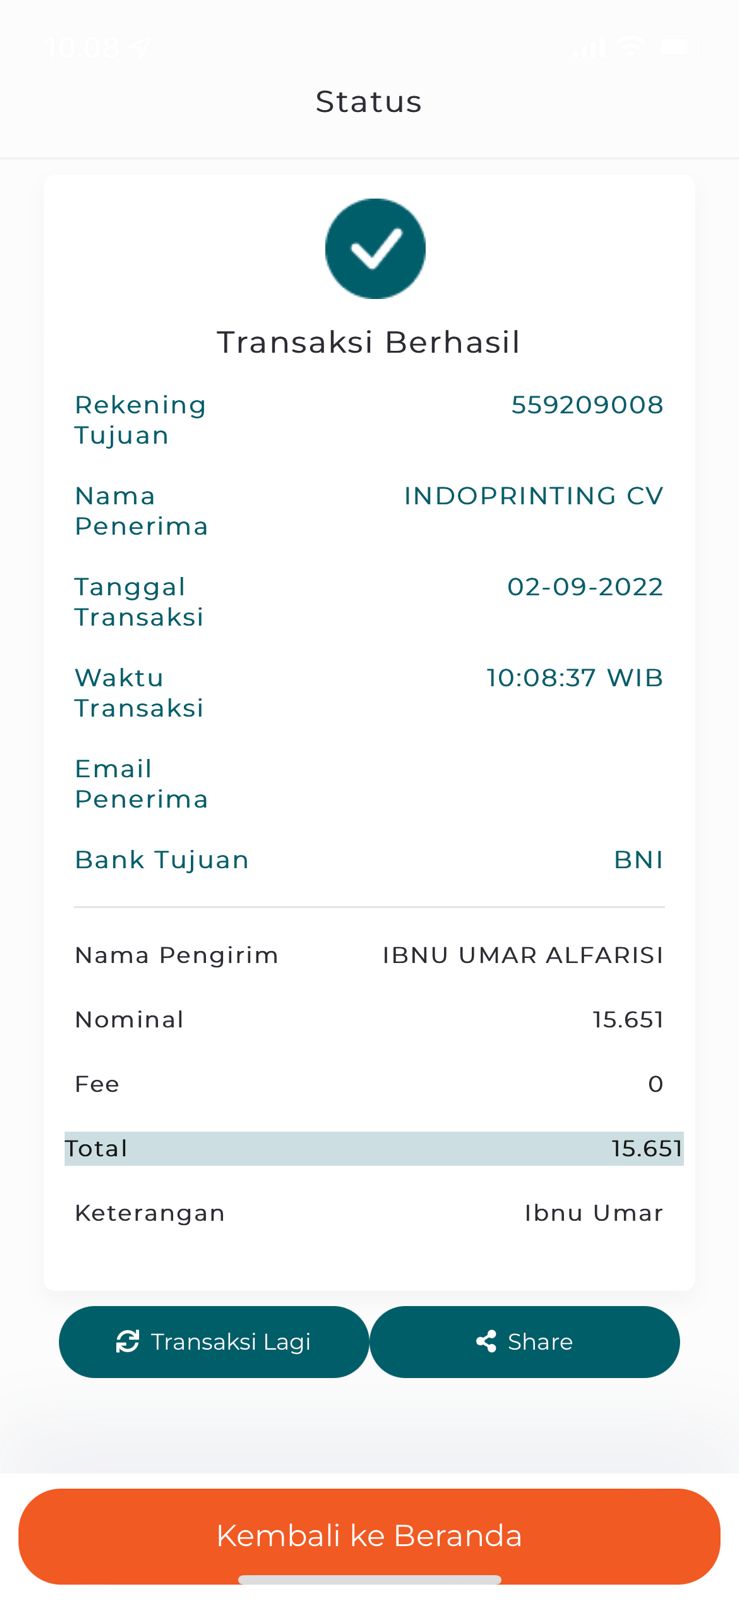 10:08
Status
Transaksi Berhasil
Rekening Tujuan 559209008
Nama Penerima INDOPRINTING CV
Tanggal Transaksi 02-09-2022
Waktu Transaksi 10:08:37 WIB
Email Penerima
Bank Tujuan BNI
Nama Pengirim IBNU UMAR ALFARISI
Nominal 15.651
Fee 0
Total 15.651
Keterangan Ibnu Umar
Transaksi Lagi Share
Kembali ke Beranda